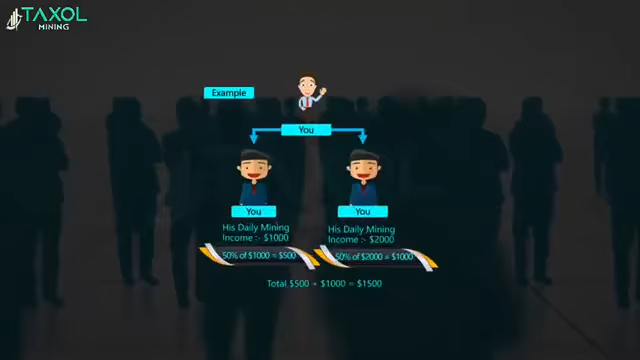 TAXOL
MINING
Example
You
You
You
His Daily Mining
Income :- $1000
His Daily Mining
Income :- $2000
50% of $1000 = $500
50% of $2000 = $1000
Total $500 + $1000 = $1500